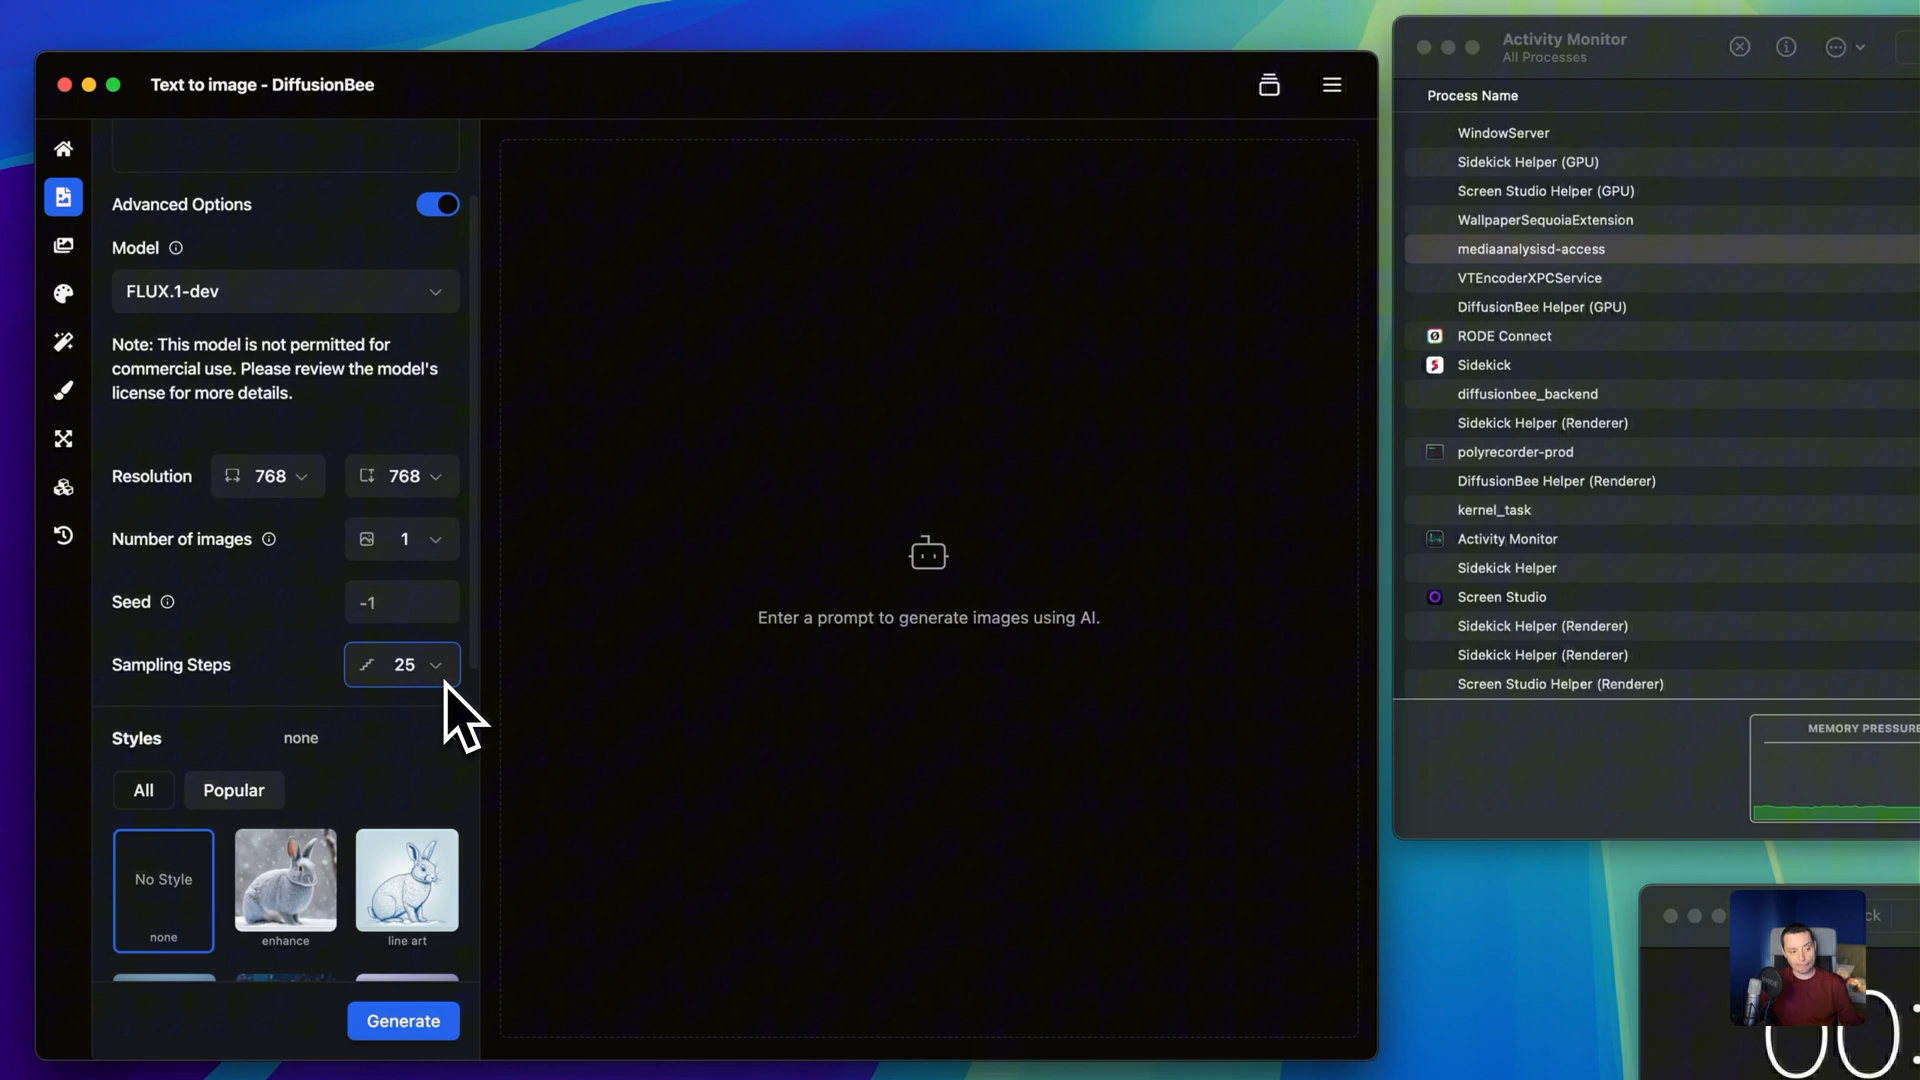 Text to image - DiffusionBee
Advanced Options
Model
FLUX.1-dev
Note: This model is not permitted for
commercial use. Please review the model's
license for more details.
Resolution 768 768
Number of images 1
Seed -1
Sampling Steps 25
Styles none
All Popular
No Style
none
enhance
line art
Generate
Enter a prompt to generate images using AI.
Activity Monitor
All Processes
Process Name
WindowServer
Sidekick Helper (GPU)
Screen Studio Helper (GPU)
WallpaperSequoiaExtension
mediaanalysisd-access
VTEncoderXPCService
DiffusionBee Helper (GPU)
RODE Connect
Sidekick
diffusionbee_backend
Sidekick Helper (Renderer)
polyrecorder-prod
DiffusionBee Helper (Renderer)
kernel_task
Activity Monitor
Sidekick Helper
Screen Studio
Sidekick Helper (Renderer)
Sidekick Helper (Renderer)
Screen Studio Helper (Renderer)
MEMORY PRESSURE
ck
00: